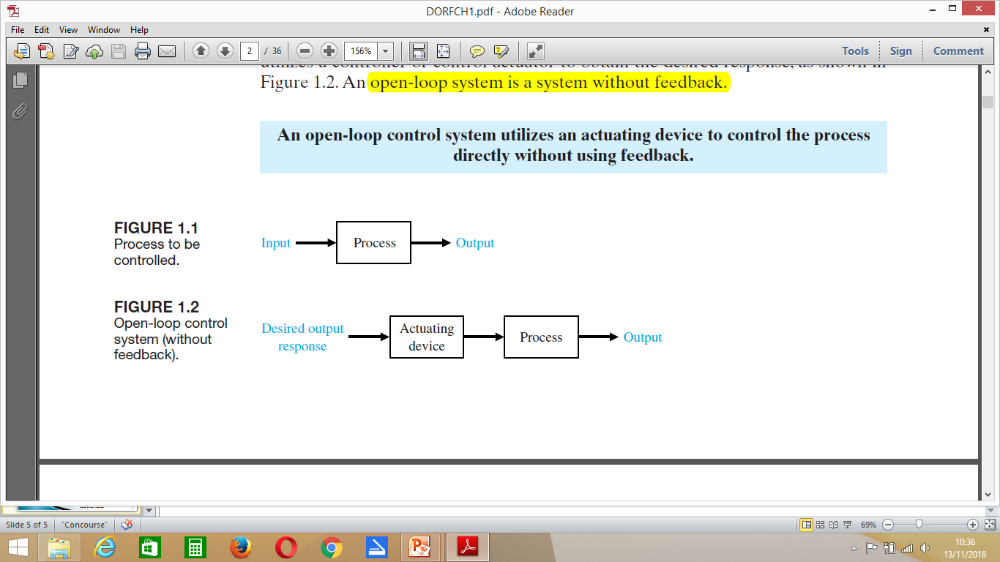 DORFCH1.pdf - Adobe Reader
File Edit View Window Help
2 / 36 156% Tools Sign Comment
utilizes a controller or control actuator to obtain the desired response, as shown in
Figure 1.2. An open-loop system is a system without feedback.
An open-loop control system utilizes an actuating device to control the process
directly without using feedback.
FIGURE 1.1
Process to be
controlled.
Input Process Output
FIGURE 1.2
Open-loop control
system (without
feedback).
Desired output
response
Actuating
device
Process
Output
Slide 5 of 5 "Concourse" 69%
10:36
13/11/2018